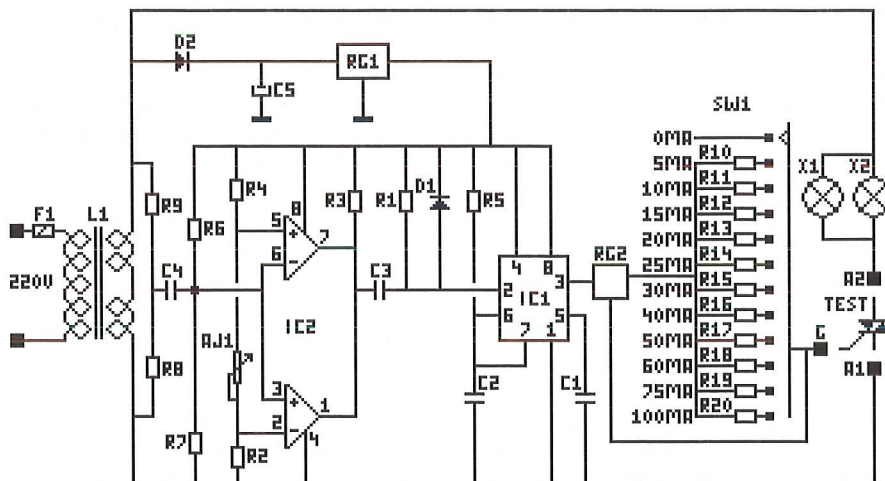 D2
RG1
C5
SW1
0MA
5MA R10
10MA R11
15MA R12
20MA R13
25MA R14
30MA R15
40MA R16
50MA R17
60MA R18
75MA R19
100MA R20
X1 X2
F1 L1
220V
R9
R8
C4
R6
R7
R4
AJ1
R2
8
5 +
6 -
7
IC2
3 +
2 -
1
4
R3
C3
R1
D1
R5
4 8
2 3
IC1
6 5
7 1
C2
C1
RG2
G
A2
TEST
A1